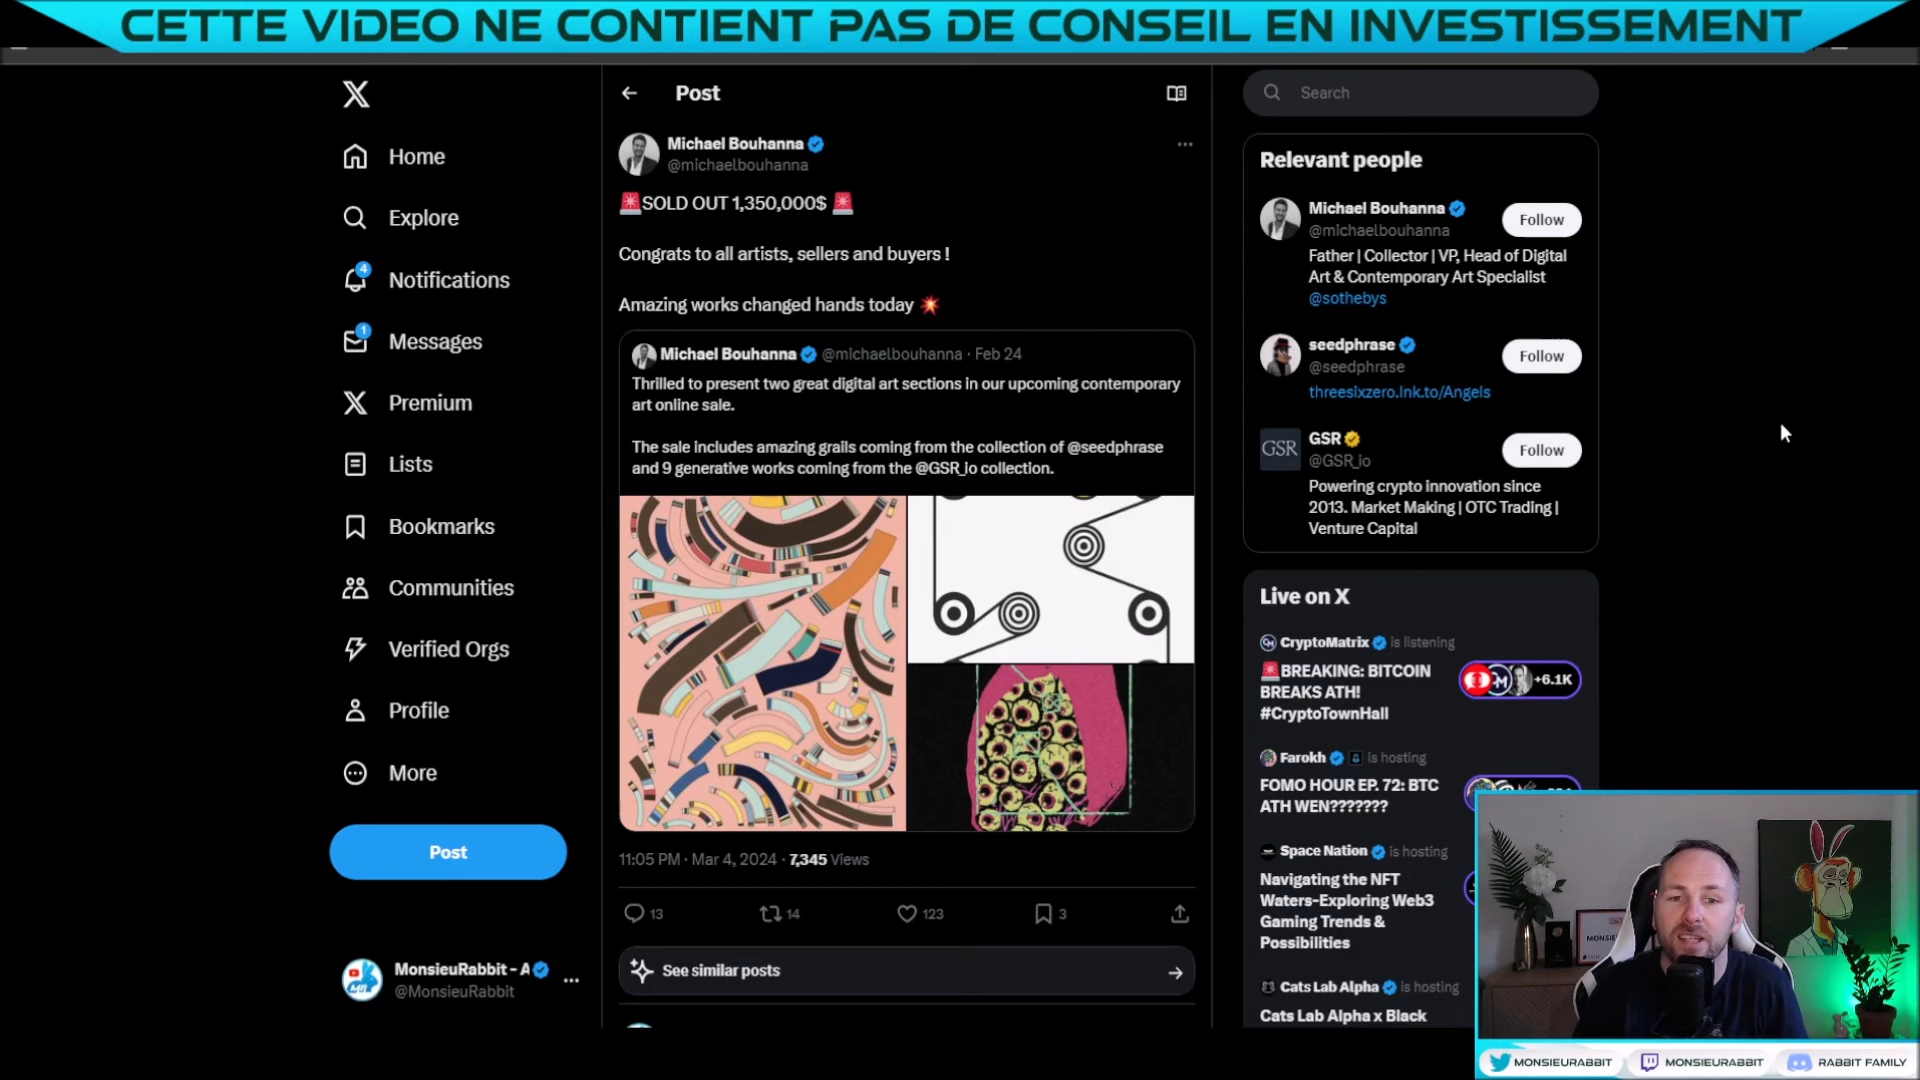 CETTE VIDEO NE CONTIENT PAS DE CONSEIL EN INVESTISSEMENT
Home
Explore
4
Notifications
1
Messages
Premium
Lists
Bookmarks
Communities
Verified Orgs
Profile
More
Post
MonsieuRabbit - A
@MonsieuRabbit
Post
Michael Bouhanna
@michaelbouhanna
🚨SOLD OUT 1,350,000$ 🚨
Congrats to all artists, sellers and buyers !
Amazing works changed hands today 💥
Michael Bouhanna @michaelbouhanna · Feb 24
Thrilled to present two great digital art sections in our upcoming contemporary
art online sale.
The sale includes amazing grails coming from the collection of @seedphrase
and 9 generative works coming from the @GSR_io collection.
11:05 PM · Mar 4, 2024 · 7,345 Views
13
14
123
3
See similar posts
Search
Relevant people
Michael Bouhanna
@michaelbouhanna
Follow
Father | Collector | VP, Head of Digital
Art & Contemporary Art Specialist
@sothebys
seedphrase
@seedphrase
Follow
threesixzero.lnk.to/Angels
GSR
GSR
@GSR_io
Follow
Powering crypto innovation since
2013. Market Making | OTC Trading |
Venture Capital
Live on X
CryptoMatrix is listening
🚨BREAKING: BITCOIN
BREAKS ATH!
#CryptoTownHall
+6.1K
Farokh is hosting
FOMO HOUR EP. 72: BTC
ATH WEN???????
Space Nation is hosting
Navigating the NFT
Waters-Exploring Web3
Gaming Trends &
Possibilities
Cats Lab Alpha is hosting
Cats Lab Alpha x Black
MONSIEURABBIT
MONSIEURABBIT
RABBIT FAMILY